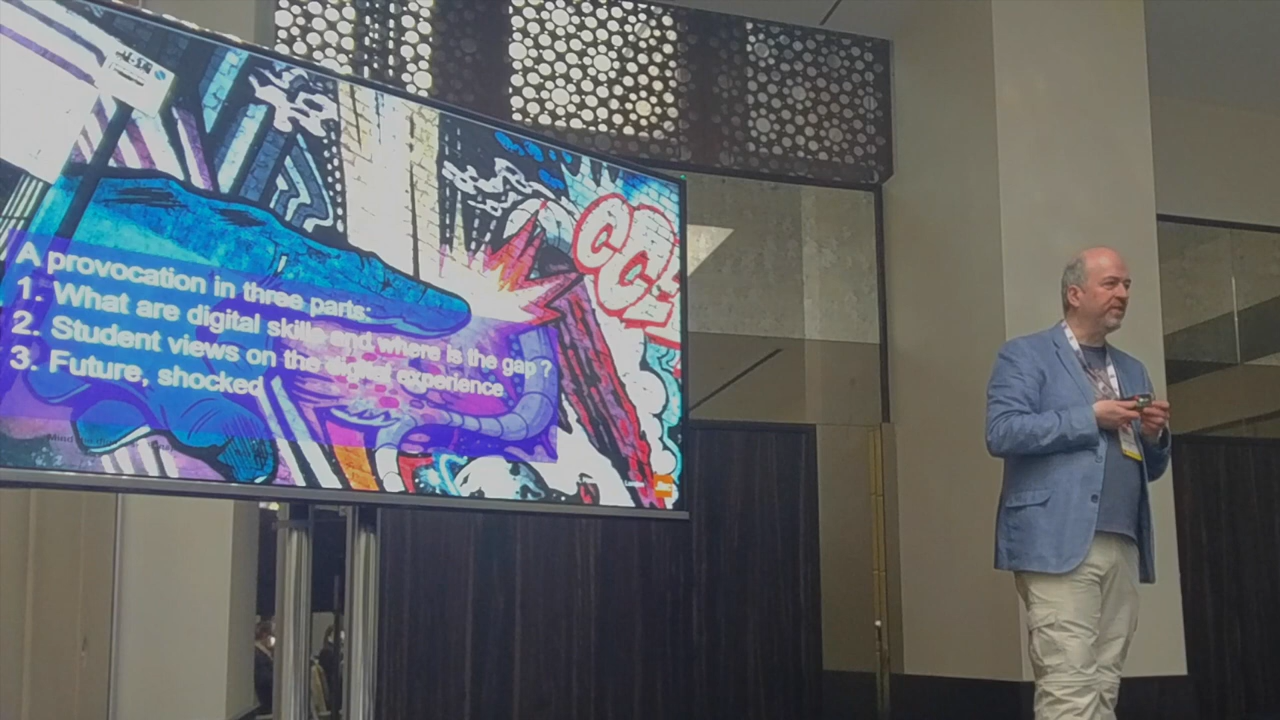 A provocation in three parts:
1. What are digital skills and where is the gap?
2. Student views on the digital experience
3. Future, shocked